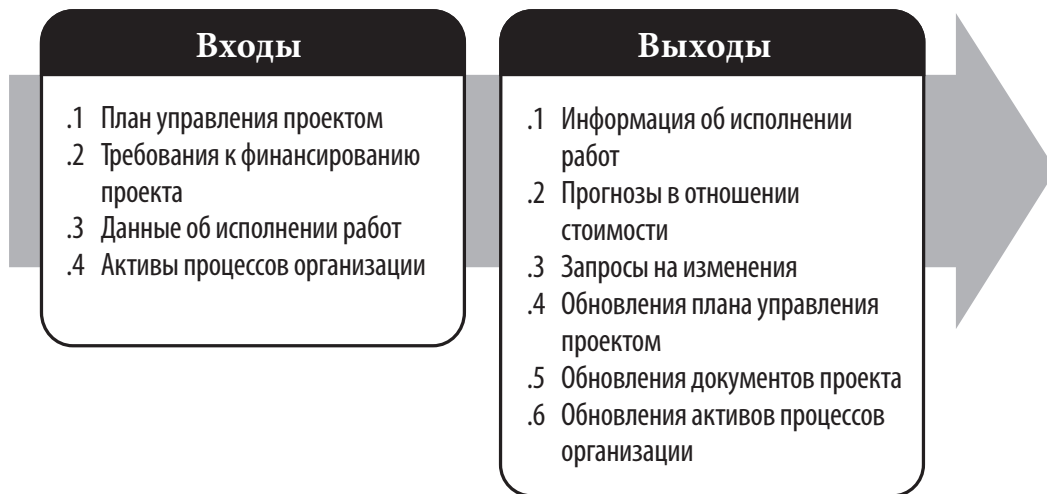 Входы
.1 План управления проектом
.2 Требования к финансированию
проекта
.3 Данные об исполнении работ
.4 Активы процессов организации
Выходы
.1 Информация об исполнении
работ
.2 Прогнозы в отношении
стоимости
.3 Запросы на изменения
.4 Обновления плана управления
проектом
.5 Обновления документов проекта
.6 Обновления активов процессов
организации